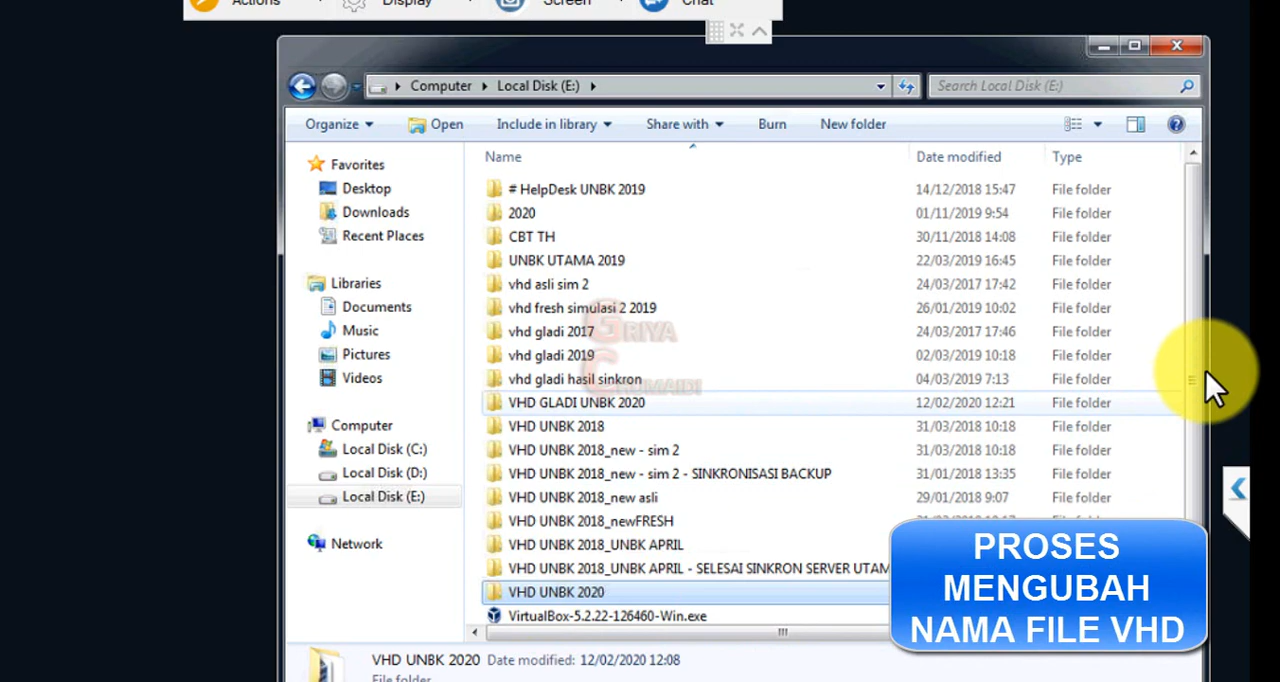 Actions Display Screen Chat
Computer Local Disk (E:) Search Local Disk (E:)
Organize Open Include in library Share with Burn New folder
Favorites
Desktop
Downloads
Recent Places
Libraries
Documents
Music
Pictures
Videos
Computer
Local Disk (C:)
Local Disk (D:)
Local Disk (E:)
Network
Name Date modified Type
# HelpDesk UNBK 2019 14/12/2018 15:47 File folder
2020 01/11/2019 9:54 File folder
CBT TH 30/11/2018 14:08 File folder
UNBK UTAMA 2019 22/03/2019 16:45 File folder
vhd asli sim 2 24/03/2017 17:42 File folder
vhd fresh simulasi 2 2019 26/01/2019 10:02 File folder
vhd gladi 2017 24/03/2017 17:46 File folder
vhd gladi 2019 02/03/2019 10:18 File folder
vhd gladi hasil sinkron 04/03/2019 7:13 File folder
VHD GLADI UNBK 2020 12/02/2020 12:21 File folder
VHD UNBK 2018 31/03/2018 10:18 File folder
VHD UNBK 2018_new - sim 2 31/03/2018 10:18 File folder
VHD UNBK 2018_new - sim 2 - SINKRONISASI BACKUP 31/01/2018 13:35 File folder
VHD UNBK 2018_new asli 29/01/2018 9:07 File folder
VHD UNBK 2018_newFRESH File folder
VHD UNBK 2018_UNBK APRIL
VHD UNBK 2018_UNBK APRIL - SELESAI SINKRON SERVER UTAM
VHD UNBK 2020
VirtualBox-5.2.22-126460-Win.exe
GRIYA
CHUMAIDI
PROSES
MENGUBAH
NAMA FILE VHD
VHD UNBK 2020 Date modified: 12/02/2020 12:08
File folder